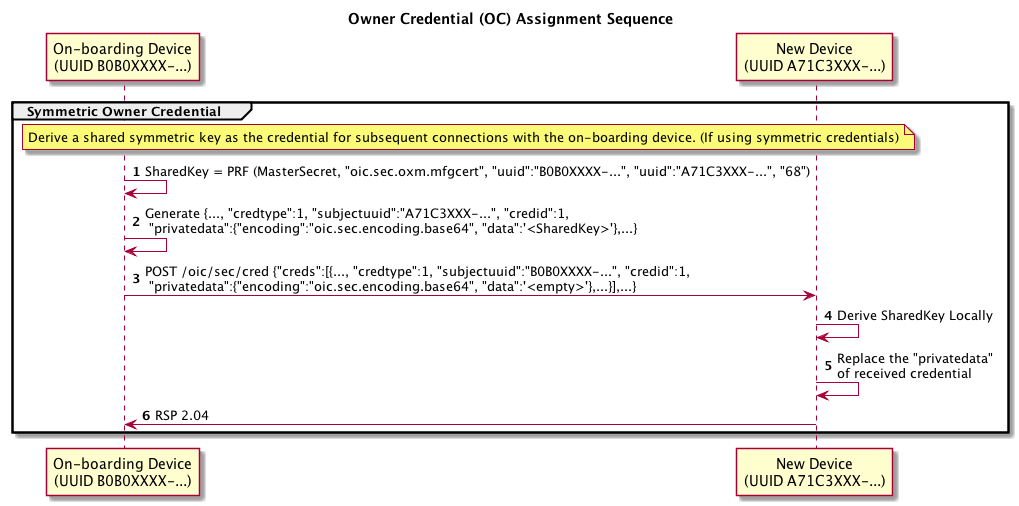 Owner Credential (OC) Assignment Sequence
On-boarding Device
(UUID B0B0XXXX-...)
New Device
(UUID A71C3XXX-...)
Symmetric Owner Credential
Derive a shared symmetric key as the credential for subsequent connections with the on-boarding device. (If using symmetric credentials)
1 SharedKey = PRF (MasterSecret, "oic.sec.oxm.mfgcert", "uuid":"B0B0XXXX-...", "uuid":"A71C3XXX-...", "68")
2 Generate {..., "credtype":1, "subjectuuid":"A71C3XXX-...", "credid":1,
"privatedata":{"encoding":"oic.sec.encoding.base64", "data":'<SharedKey>'},...}
3 POST /oic/sec/cred {"creds":[{..., "credtype":1, "subjectuuid":"B0B0XXXX-...", "credid":1,
"privatedata":{"encoding":"oic.sec.encoding.base64", "data":'<empty>'},...}],...}
4 Derive SharedKey Locally
5 Replace the "privatedata"
of received credential
6 RSP 2.04
On-boarding Device
(UUID B0B0XXXX-...)
New Device
(UUID A71C3XXX-...)